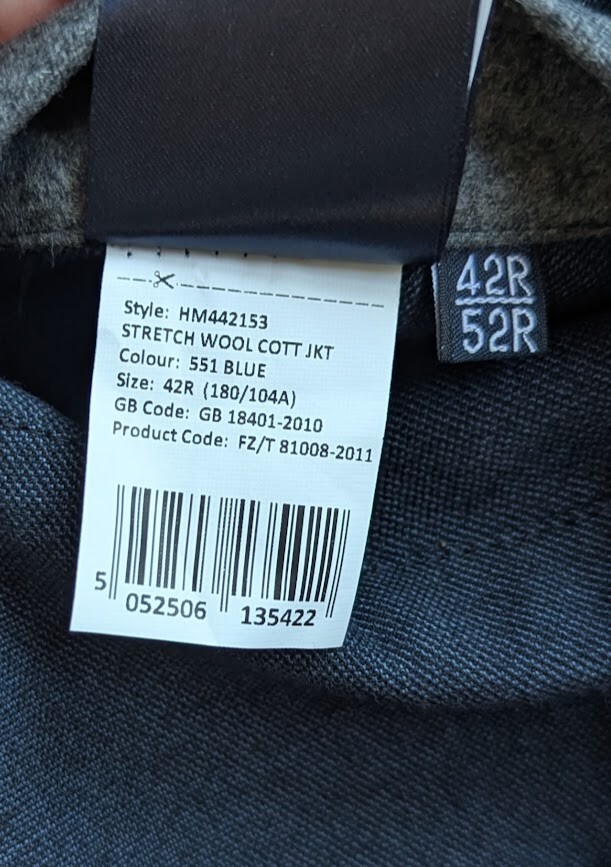 Style: HM442153
STRETCH WOOL COTT JKT
Colour: 551 BLUE
Size: 42R (180/104A)
GB Code: GB 18401-2010
Product Code: FZ/T 81008-2011
5 052506 135422
42R
52R